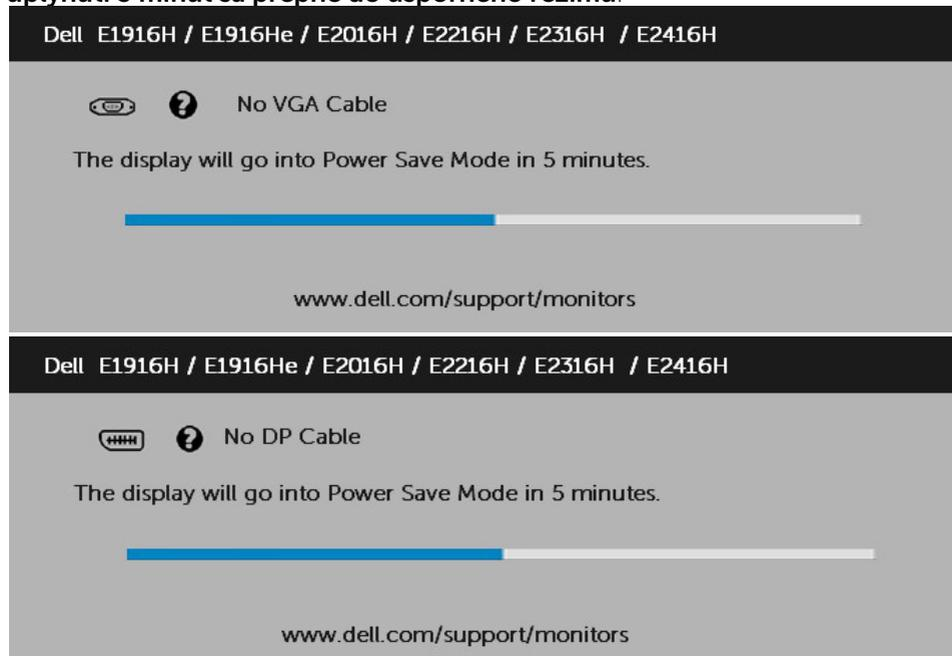 Dell E1916H / E1916He / E2016H / E2216H / E2316H / E2416H
No VGA Cable
The display will go into Power Save Mode in 5 minutes.
www.dell.com/support/monitors
Dell E1916H / E1916He / E2016H / E2216H / E2316H / E2416H
No DP Cable
The display will go into Power Save Mode in 5 minutes.
www.dell.com/support/monitors